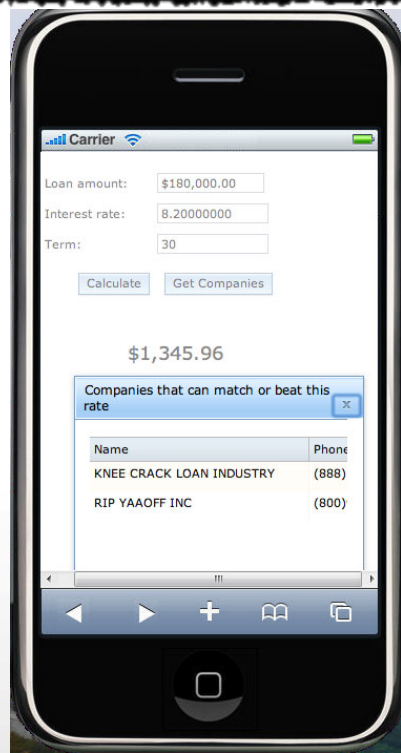 Carrier
Loan amount: $180,000.00
Interest rate: 8.20000000
Term: 30
Calculate Get Companies
$1,345.96
Companies that can match or beat this
rate x
Name Phone
KNEE CRACK LOAN INDUSTRY (888)
RIP YAAOFF INC (800)